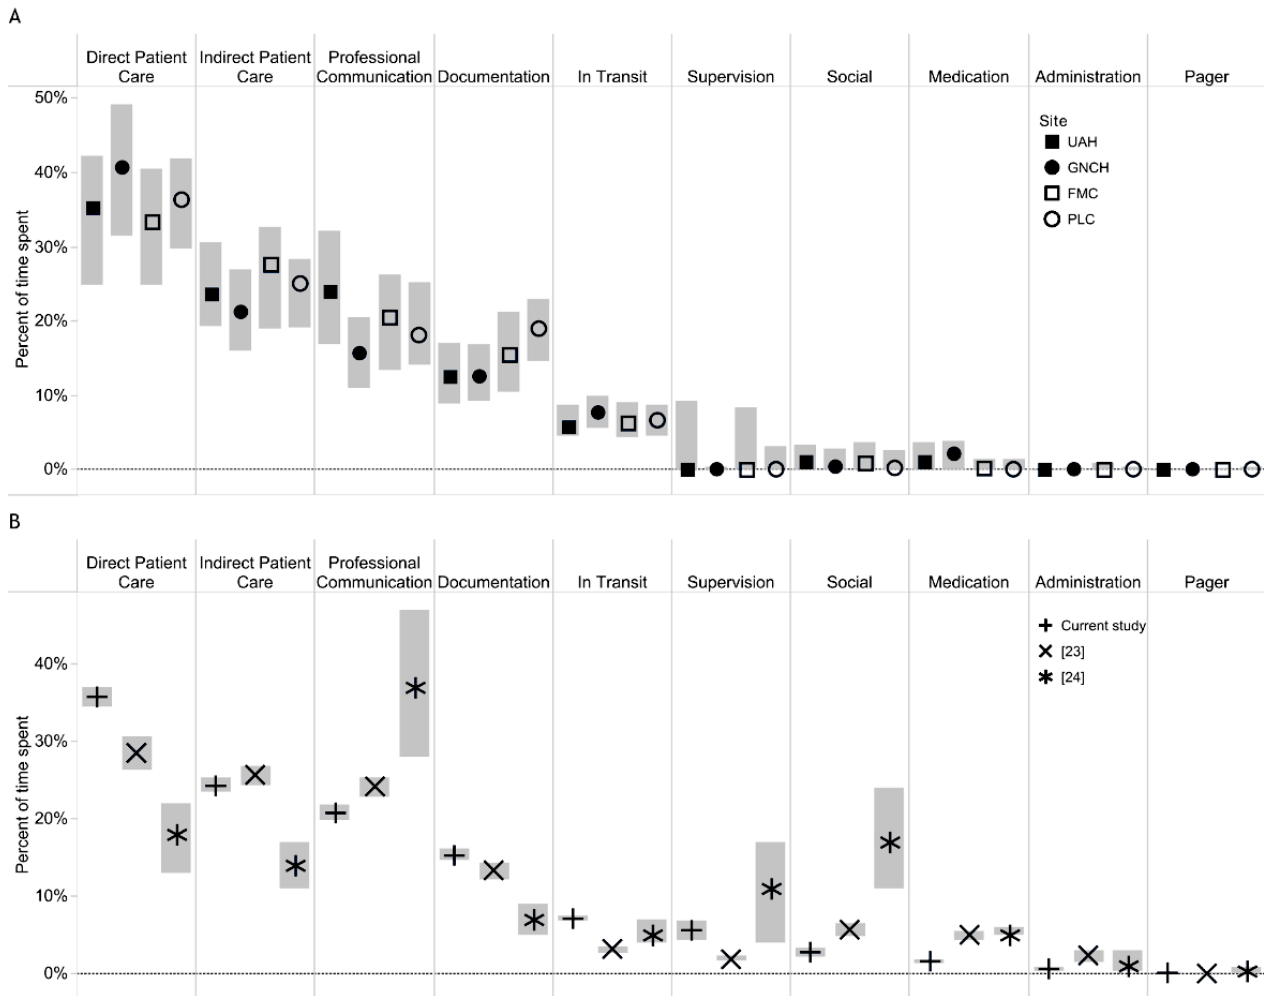 A
Direct Patient Care
Indirect Patient Care
Professional Communication
Documentation
In Transit
Supervision
Social
Medication
Administration
Pager
Percent of time spent
50%
40%
30%
20%
10%
0%
Site
UAH
GNCH
FMC
PLC
B
Direct Patient Care
Indirect Patient Care
Professional Communication
Documentation
In Transit
Supervision
Social
Medication
Administration
Pager
Percent of time spent
40%
30%
20%
10%
0%
Current study
[23]
[24]